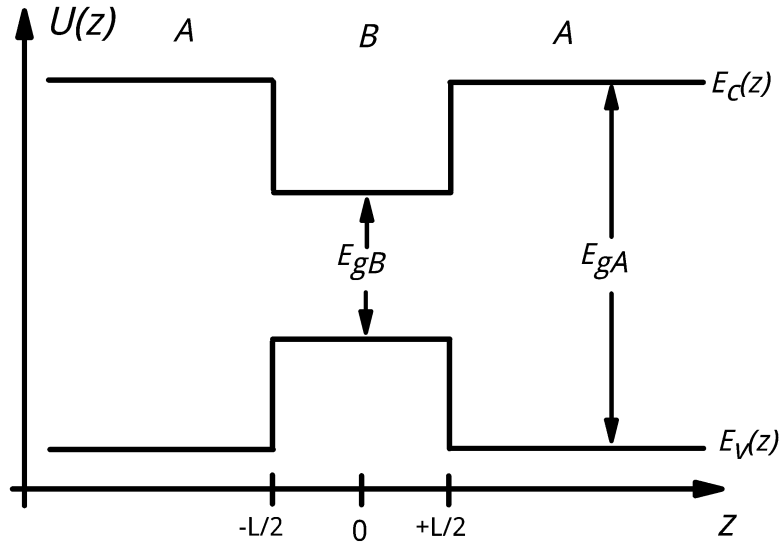 U(z)
A
B
A
E_C(z)
E_gB
E_gA
E_V(z)
-L/2
0
+L/2
z